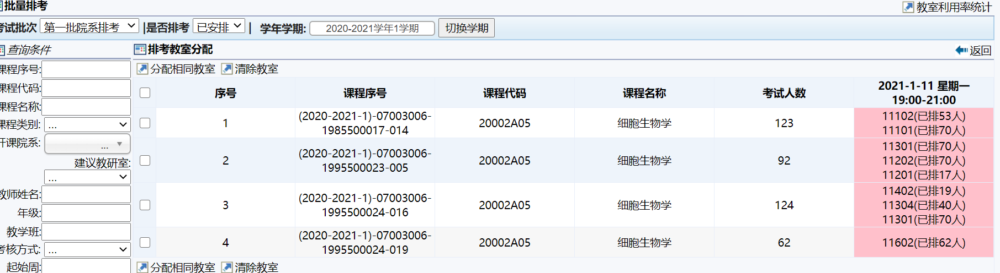 批量排考
教室利用率统计
考试批次 第一批院系排考 |是否排考 已安排 | 学年学期: 2020-2021学年1学期 切换学期
查询条件
课程序号:
课程代码:
课程名称:
课程类别: ...
开课院系: ...
建议教研室:
...
教师姓名:
年级:
教学班:
考核方式: ...
起始周:
排考教室分配
返回
分配相同教室 清除教室
序号 课程序号 课程代码 课程名称 考试人数 2021-1-11 星期一
19:00-21:00
1 (2020-2021-1)-07003006-
1985500017-014 20002A05 细胞生物学 123 11102(已排53人)
11101(已排70人)
2 (2020-2021-1)-07003006-
1995500023-005 20002A05 细胞生物学 92 11301(已排70人)
11202(已排70人)
11201(已排17人)
3 (2020-2021-1)-07003006-
1995500024-016 20002A05 细胞生物学 124 11402(已排19人)
11304(已排40人)
11301(已排70人)
4 (2020-2021-1)-07003006-
1995500024-019 20002A05 细胞生物学 62 11602(已排62人)
分配相同教室 清除教室